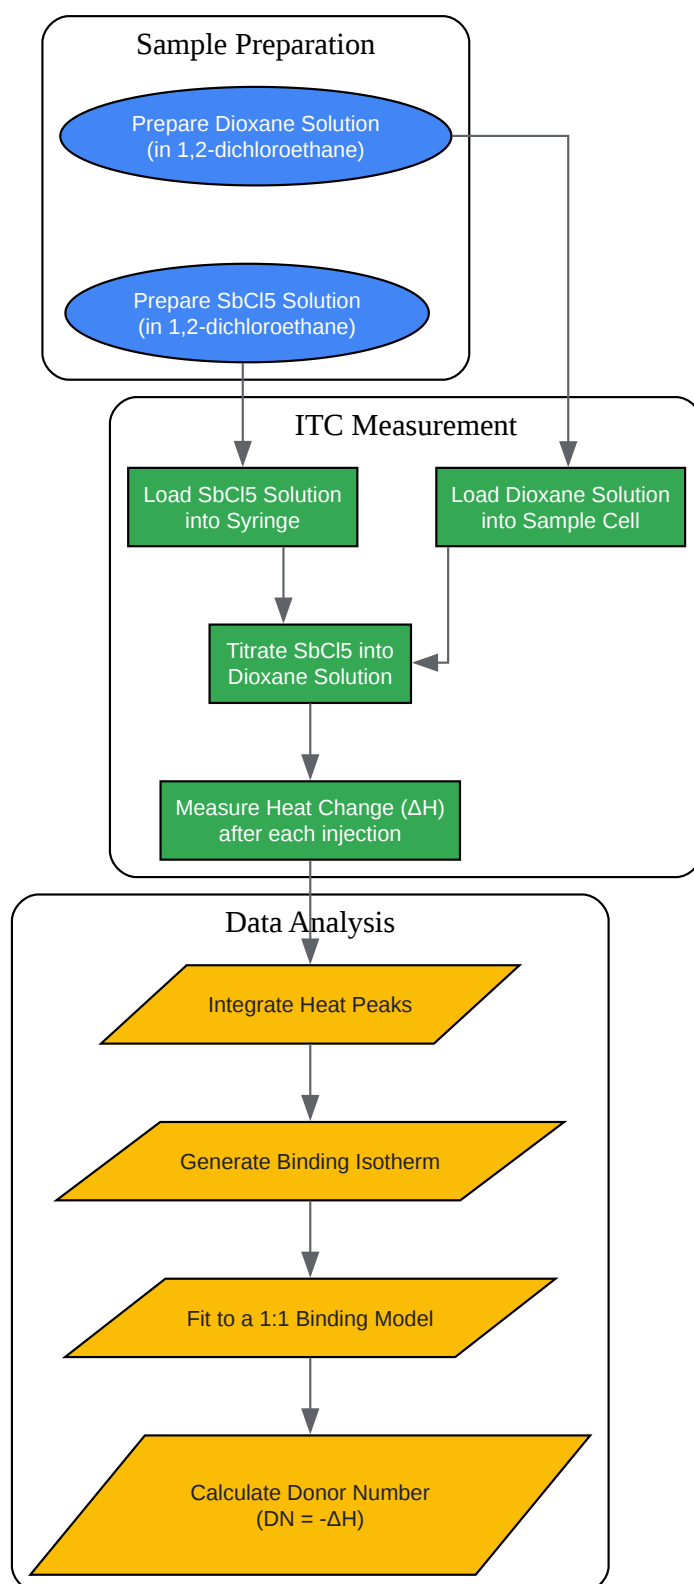 Sample Preparation
Prepare Dioxane Solution
(in 1,2-dichloroethane)
Prepare SbCl5 Solution
(in 1,2-dichloroethane)
ITC Measurement
Load SbCl5 Solution
into Syringe
Load Dioxane Solution
into Sample Cell
Titrate SbCl5 into
Dioxane Solution
Measure Heat Change (ΔH)
after each injection
Data Analysis
Integrate Heat Peaks
Generate Binding Isotherm
Fit to a 1:1 Binding Model
Calculate Donor Number
(DN = -ΔH)